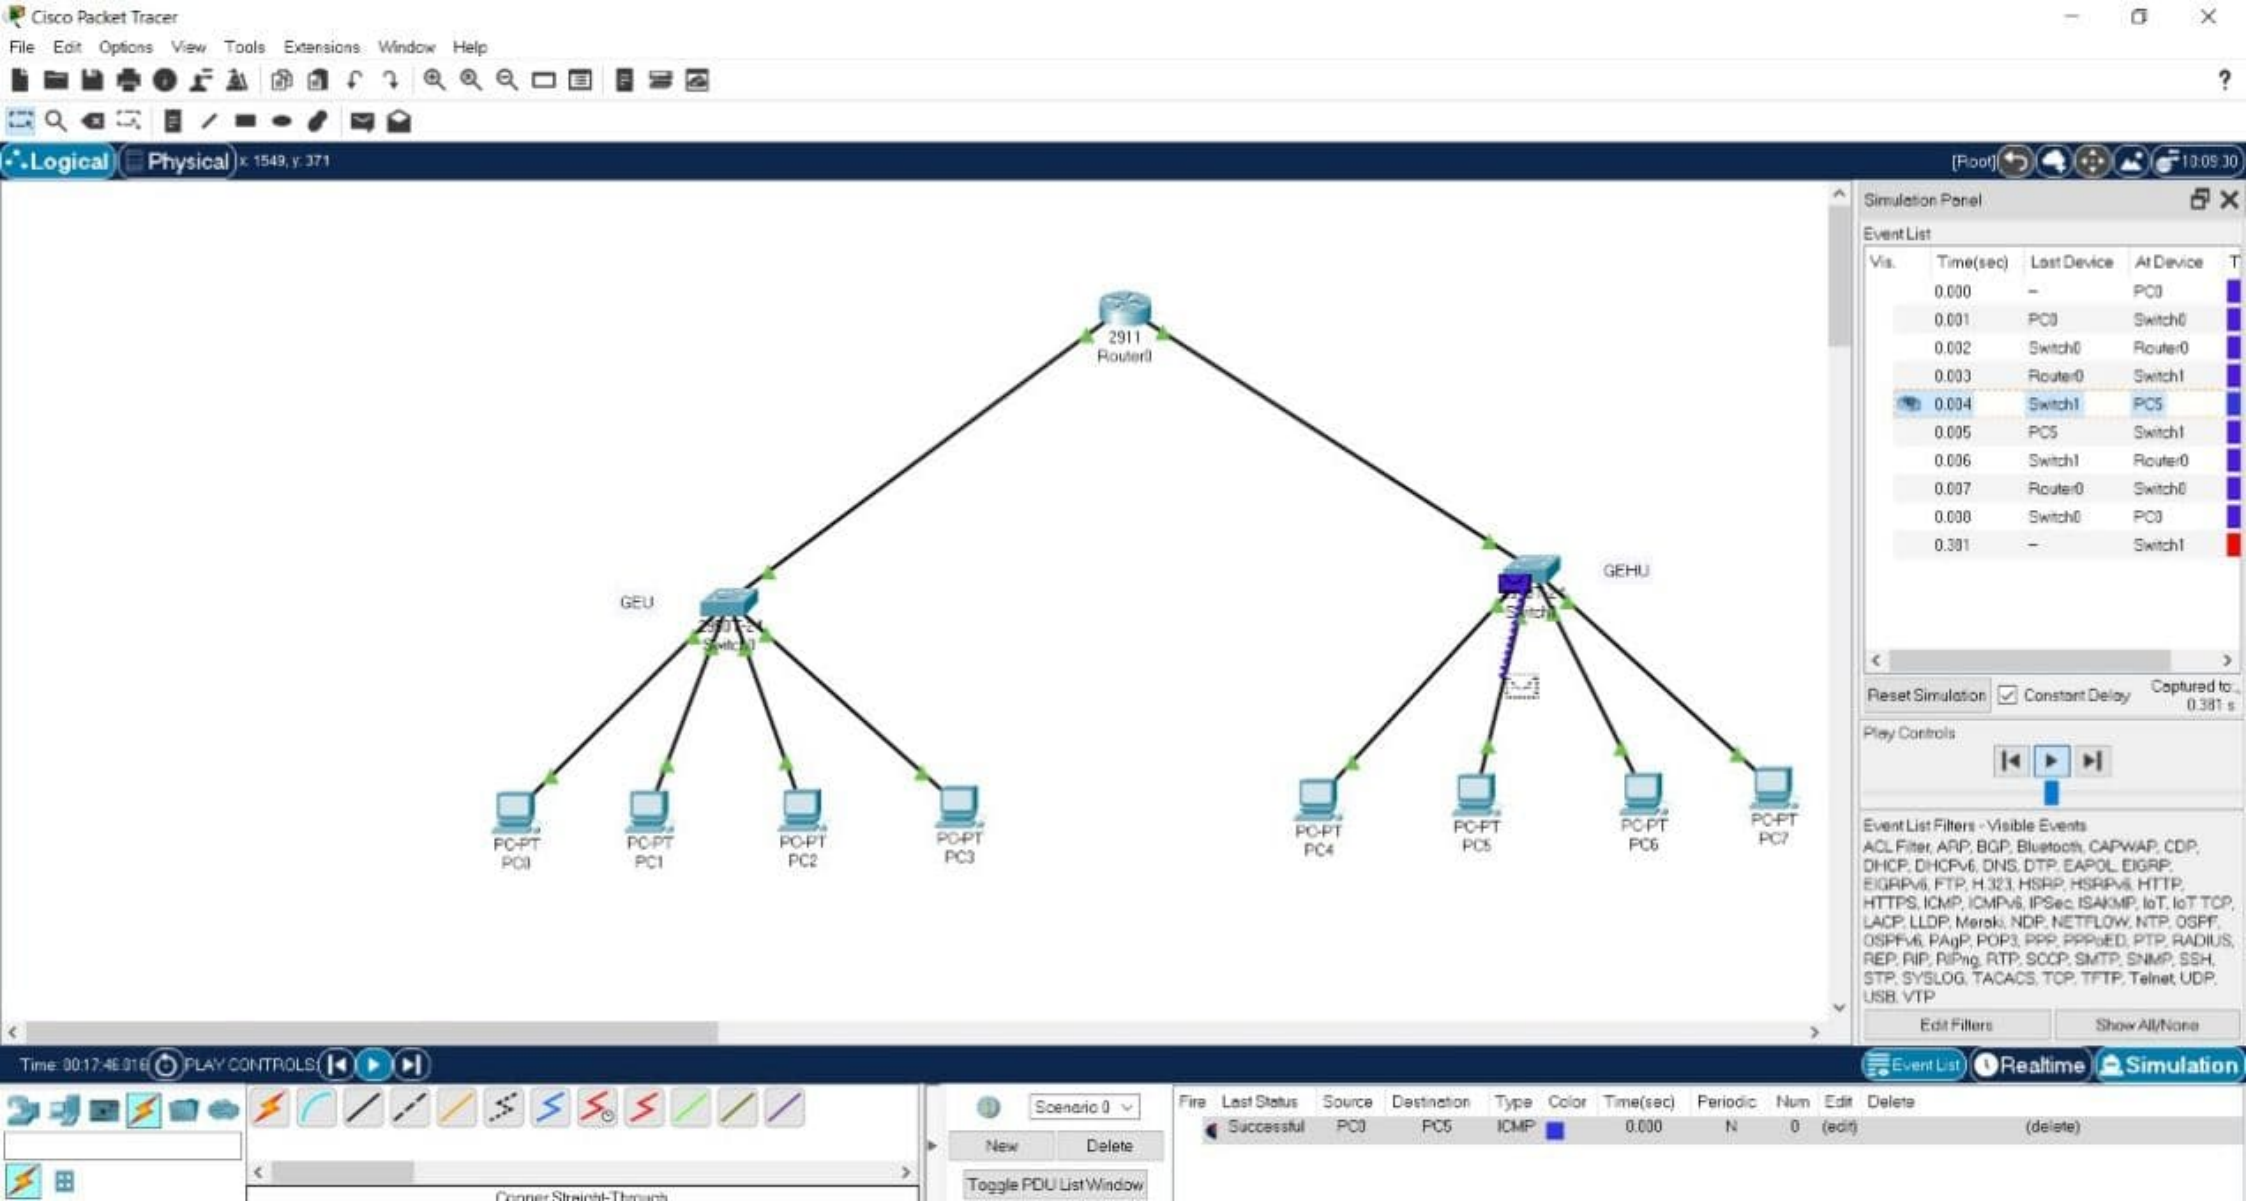 Cisco Packet Tracer
File Edit Options View Tools Extensions Window Help
?
Logical Physical x: 1549, y: 371 [Root] 10:09:30
2911
Router0
GEU
Switch0
GEHU
PC-PT
PC0
PC-PT
PC1
PC-PT
PC2
PC-PT
PC3
PC-PT
PC4
PC-PT
PC5
PC-PT
PC6
PC-PT
PC7
Simulation Panel
Event List
Vis. Time(sec) Last Device At Device T
0.000 -- PC0
0.001 PC0 Switch0
0.002 Switch0 Router0
0.003 Router0 Switch1
0.004 Switch1 PC5
0.005 PC5 Switch1
0.006 Switch1 Router0
0.007 Router0 Switch0
0.008 Switch0 PC0
0.381 -- Switch1
Reset Simulation Constant Delay Captured to:
0.381 s
Play Controls
Event List Filters - Visible Events
ACL Filter, ARP, BGP, Bluetooth, CAPWAP, CDP,
DHCP, DHCPv6, DNS, DTP, EAPOL, EIGRP,
EIGRPv6, FTP, H.323, HSRP, HSRPv6, HTTP,
HTTPS, ICMP, ICMPv6, IPSec, ISAKMP, IoT, IoT TCP,
LACP, LLDP, Meraki, NDP, NETFLOW, NTP, OSPF,
OSPFv6, PAgP, POP3, PPP, PPPoED, PTP, RADIUS,
REP, RIP, RIPng, RTP, SCCP, SMTP, SNMP, SSH,
STP, SYSLOG, TACACS, TCP, TFTP, Telnet, UDP,
USB, VTP
Edit Filters Show All/None
Time: 00:17:46.016 PLAY CONTROLS: Event List Realtime Simulation
Scenario 0
New Delete
Toggle PDU List Window
Fire Last Status Source Destination Type Color Time(sec) Periodic Num Edit Delete
Successful PC0 PC5 ICMP 0.000 N 0 (edit) (delete)
Copper Straight-Through